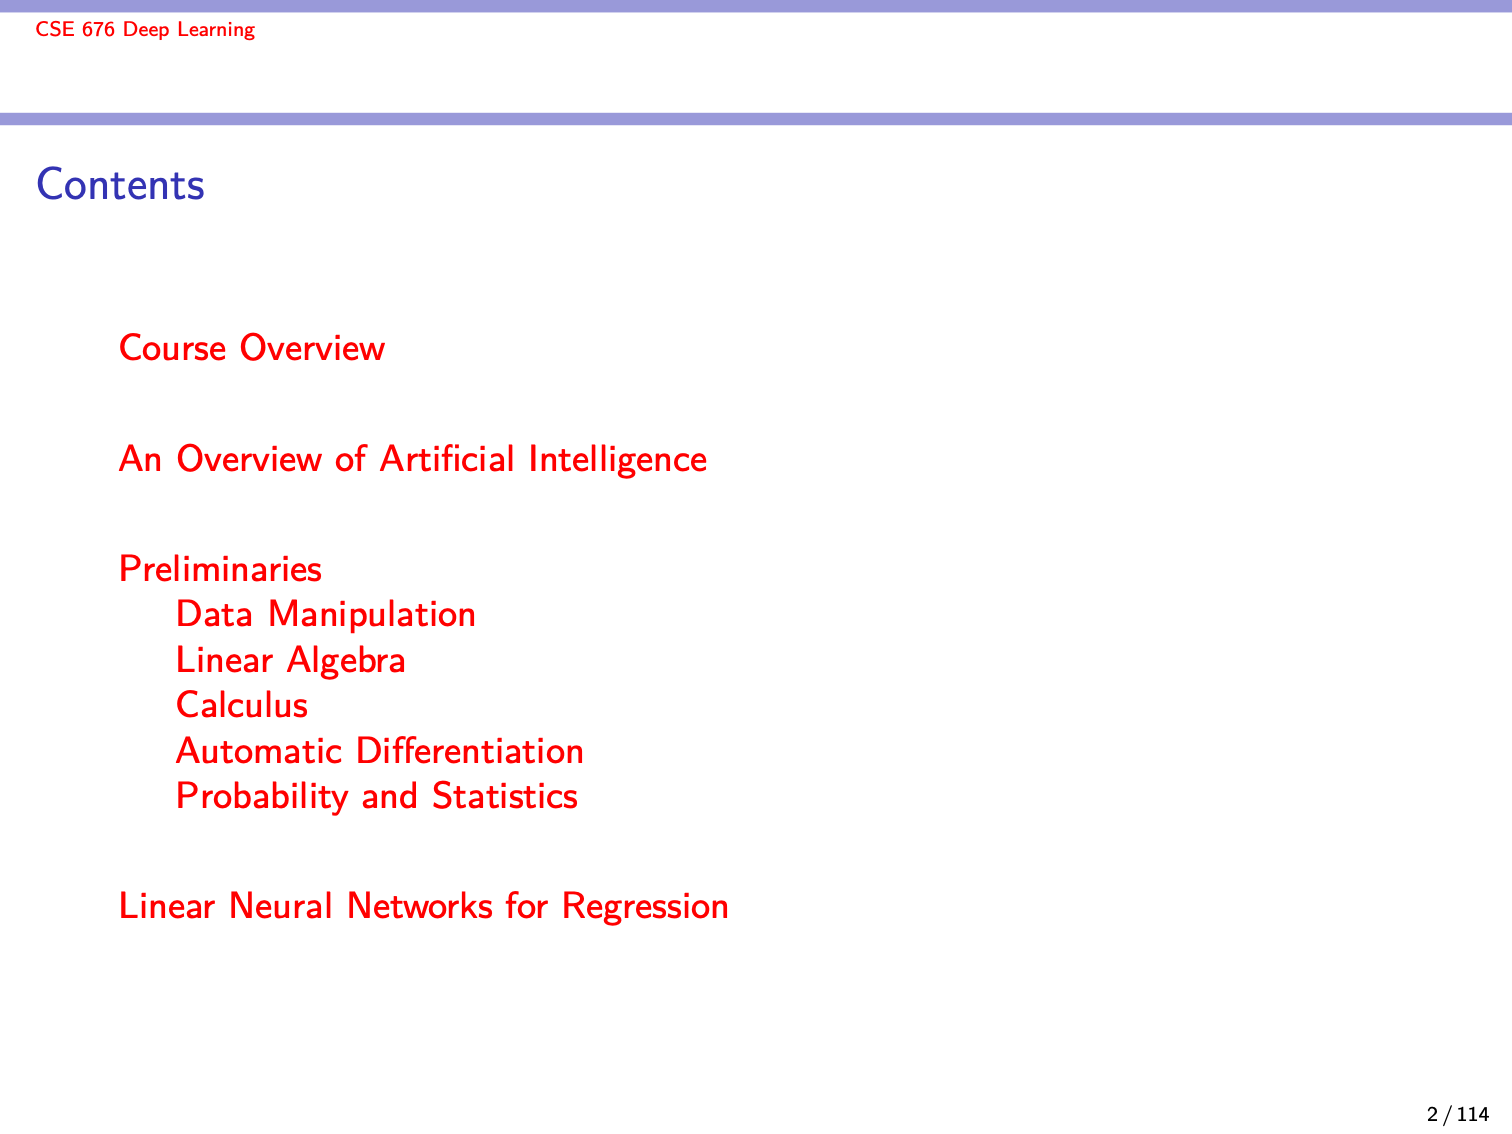 CSE 676 Deep Learning
Contents
Course Overview
An Overview of Artificial Intelligence
Preliminaries
Data Manipulation
Linear Algebra
Calculus
Automatic Differentiation
Probability and Statistics
Linear Neural Networks for Regression
2 / 114